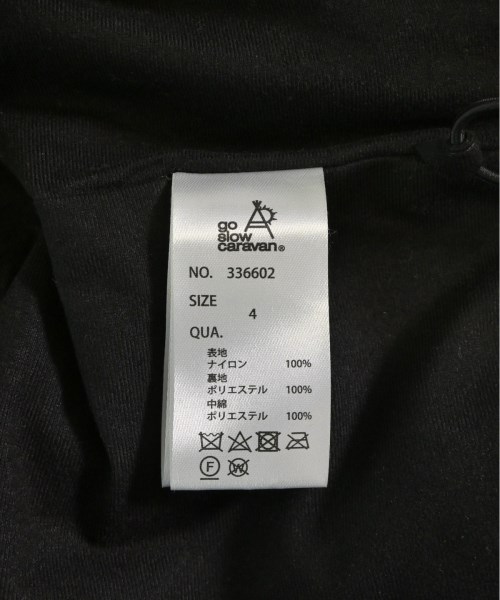 go
slow
caravan®
NO. 336602
SIZE
4
QUA.
表地
ナイロン 100%
裏地
ポリエステル 100%
中綿
ポリエステル 100%
F W